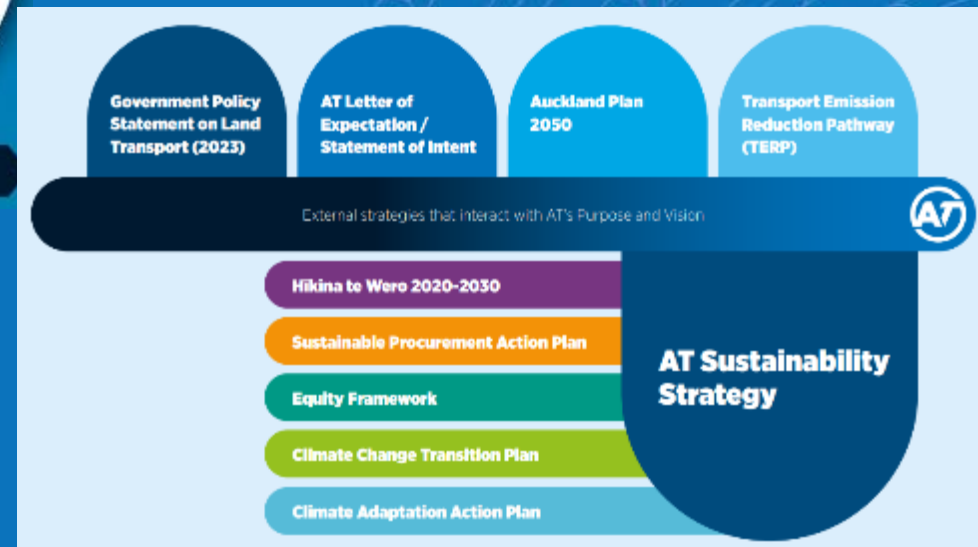 Government Policy
Statement on Land
Transport (2023)
AT Letter of
Expectation /
Statement of Intent
Auckland Plan
2050
Transport Emission
Reduction Pathway
(TERP)
External strategies that interact with AT's Purpose and Vision
AT
Hīkina te Wero 2020-2030
Sustainable Procurement Action Plan
Equity Framework
Climate Change Transition Plan
Climate Adaptation Action Plan
AT Sustainability
Strategy